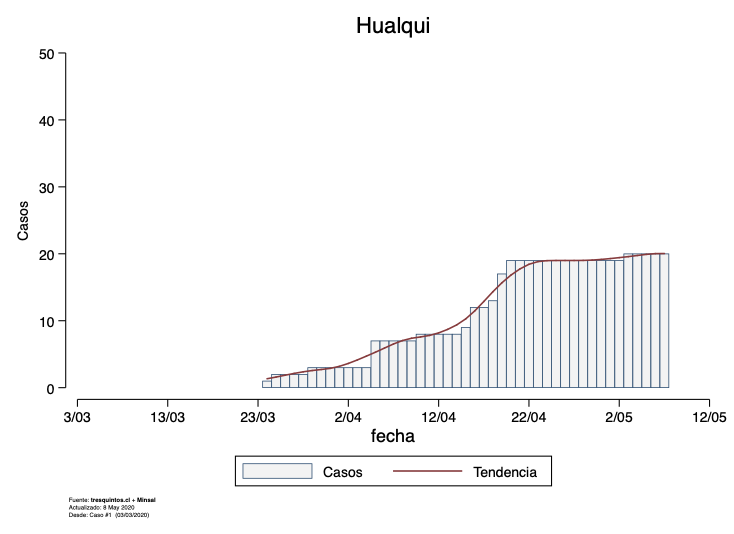 Hualqui
Casos
50
40
30
20
10
0
3/03 13/03 23/03 2/04 12/04 22/04 2/05 12/05
fecha
Casos Tendencia
Fuente: tresquintos.cl + Minsal
Actualizado: 8 May 2020
Desde: Caso #1 (03/03/2020)